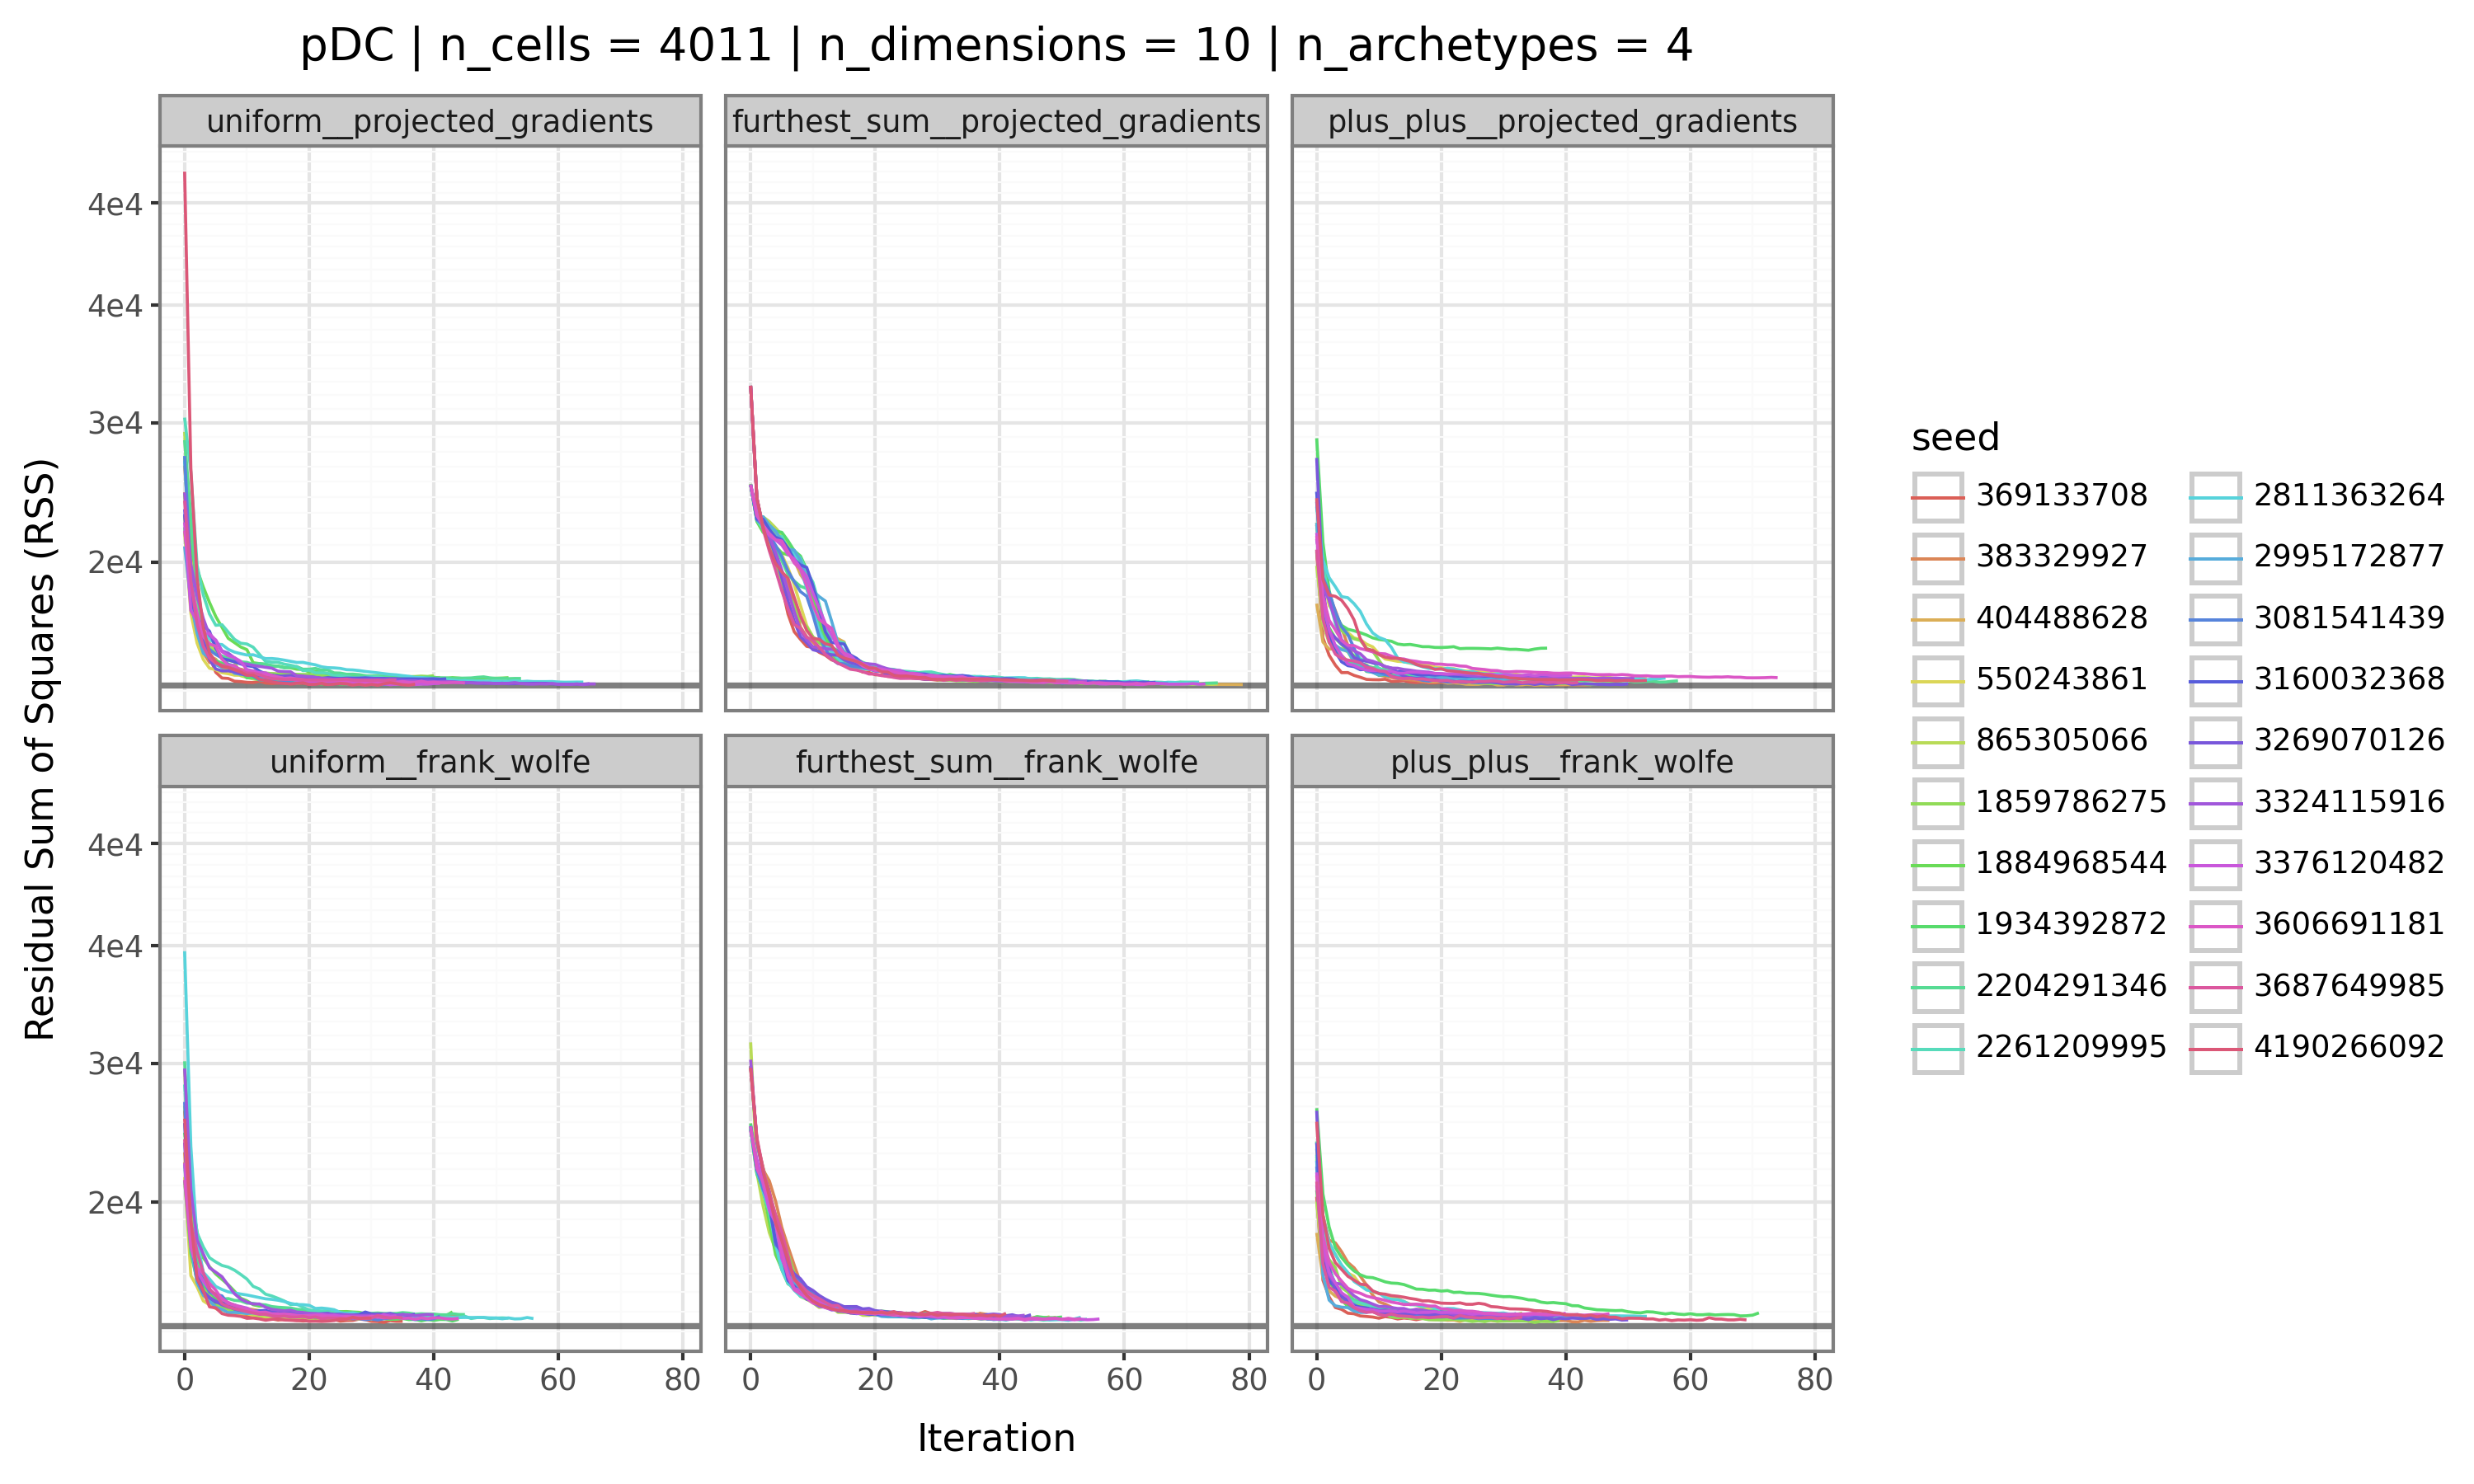 pDC | n_cells = 4011 | n_dimensions = 10 | n_archetypes = 4
uniform__projected_gradients
furthest_sum__projected_gradients
plus_plus__projected_gradients
4e4
4e4
3e4
2e4
uniform__frank_wolfe
furthest_sum__frank_wolfe
plus_plus__frank_wolfe
4e4
4e4
3e4
2e4
0 20 40 60 80
0 20 40 60 80
0 20 40 60 80
Iteration
Residual Sum of Squares (RSS)
seed
369133708
383329927
404488628
550243861
865305066
1859786275
1884968544
1934392872
2204291346
2261209995
2811363264
2995172877
3081541439
3160032368
3269070126
3324115916
3376120482
3606691181
3687649985
4190266092